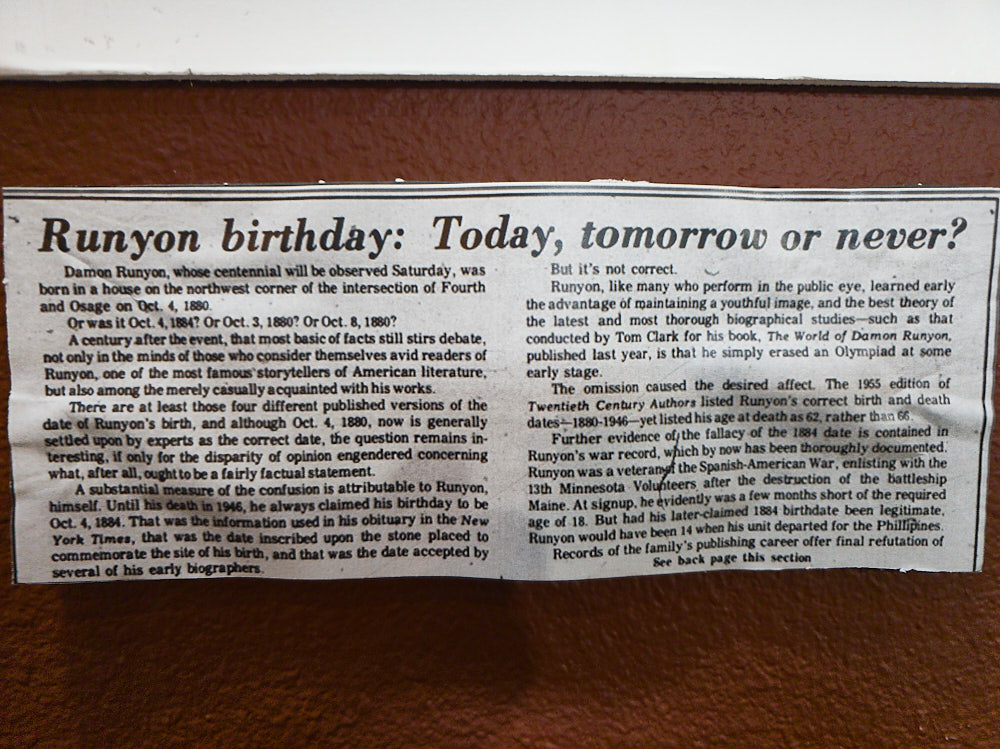 Runyon birthday: Today, tomorrow or never?
Damon Runyon, whose centennial will be observed Saturday, was
born in a house on the northwest corner of the intersection of Fourth
and Osage on Oct. 4, 1880.
Or was it Oct. 4, 1884? Or Oct. 3, 1880? Or Oct. 8, 1880?
A century after the event, that most basic of facts still stirs debate,
not only in the minds of those who consider themselves avid readers of
Runyon, one of the most famous storytellers of American literature,
but also among the merely casually acquainted with his works.
There are at least those four different published versions of the
date of Runyon's birth, and although Oct. 4, 1880, now is generally
settled upon by experts as the correct date, the question remains in-
teresting, if only for the disparity of opinion engendered concerning
what, after all, ought to be a fairly factual statement.
A substantial measure of the confusion is attributable to Runyon,
himself. Until his death in 1946, he always claimed his birthday to be
Oct. 4, 1884. That was the information used in his obituary in the New
York Times, that was the date inscribed upon the stone placed to
commemorate the site of his birth, and that was the date accepted by
several of his early biographers.
But it's not correct.
Runyon, like many who perform in the public eye, learned early
the advantage of maintaining a youthful image, and the best theory of
the latest and most thorough biographical studies—such as that
conducted by Tom Clark for his book, The World of Damon Runyon,
published last year, is that he simply erased an Olympiad at some
early stage.
The omission caused the desired affect. The 1955 edition of
Twentieth Century Authors listed Runyon's correct birth and death
dates—1880-1946—yet listed his age at death as 62, rather than 66.
Further evidence of the fallacy of the 1884 date is contained in
Runyon's war record, which by now has been thoroughly documented.
Runyon was a veteran of the Spanish-American War, enlisting with the
13th Minnesota Volunteers after the destruction of the battleship
Maine. At signup, he evidently was a few months short of the required
age of 18. But had his later-claimed 1884 birthdate been legitimate,
Runyon would have been 14 when his unit departed for the Phillipines.
Records of the family's publishing career offer final refutation of
See back page this section